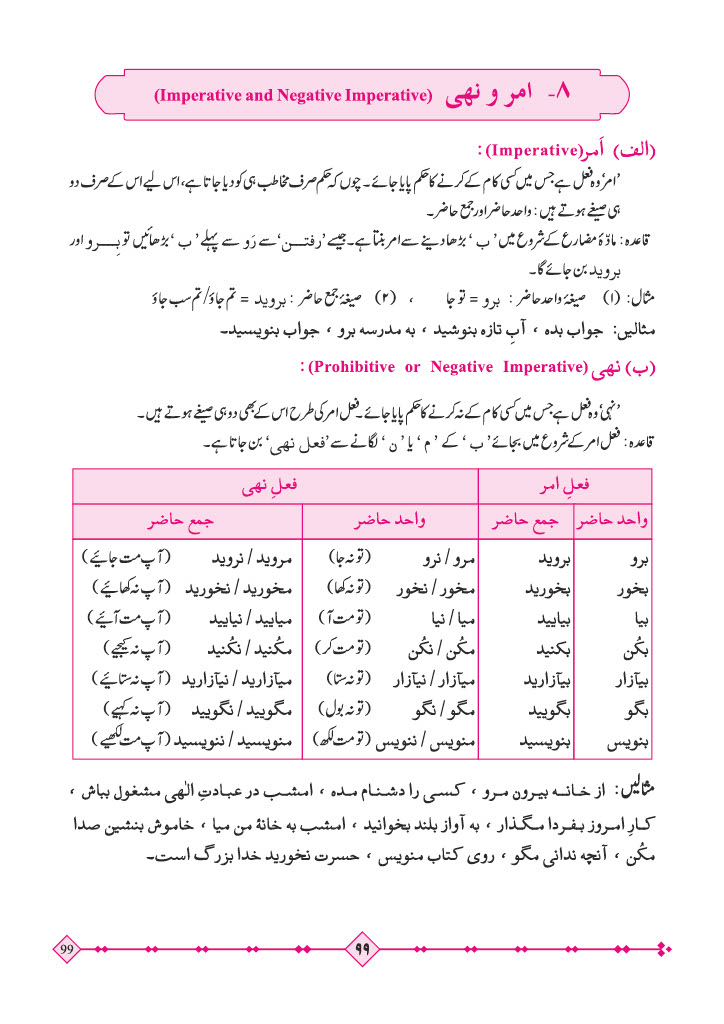 ۸- امر و نهی (Imperative and Negative Imperative)
(الف) اَمر (Imperative) :
’امر‘ وہ فعل ہے جس میں کسی کام کے کرنے کا حکم پایا جائے۔ چوں کہ حکم صرف مخاطب ہی کو دیا جاتا ہے، اس لیے اس کے صرف دو
ہی صیغے ہوتے ہیں : واحد حاضر اور جمع حاضر۔
قاعدہ : مادّۂ مضارع کے شروع میں ’ب‘ بڑھا دینے سے امر بنتا ہے۔ جیسے ’رفتن‘ سے رَو سے پہلے ’ب‘ بڑھائیں تو بِرو اور
بروید بن جائے گا۔
مثال: (۱) صیغۂ واحد حاضر : برو = تو جا ، (۲) صیغۂ جمع حاضر : بروید = تم جاؤ/تم سب جاؤ
مثالیں: جواب بده ، آبِ تازه بنوشید ، به مدرسه برو ، جواب بنویسید۔
(ب) نهی (Prohibitive or Negative Imperative) :
’نہی‘ وہ فعل ہے جس میں کسی کام کے نہ کرنے کا حکم پایا جائے۔ فعل امر کی طرح اس کے بھی دو ہی صیغے ہوتے ہیں۔
قاعدہ : فعل امر کے شروع میں بجائے ’ب‘ کے ’م‘ یا ’ن‘ لگانے سے ’فعل نهی‘ بن جاتا ہے۔
فعلِ امر فعلِ نهی
واحد حاضر جمع حاضر واحد حاضر جمع حاضر
برو بروید مرو / نرو (تو نہ جا) مروید / نروید (آپ مت جائیے)
بخور بخورید مخور / نخور (تو نہ کھا) مخورید / نخورید (آپ نہ کھائیے)
بیا بیایید میا / نیا (تو مت آ) میایید / نیایید (آپ مت آئیے)
بکُن بکنید مکُن / نکُن (تو مت کر) مکُنید / نکُنید (آپ نہ کیجیے)
بیآزار بیآزارید میآزار / نیآزار (تو نہ ستا) میآزارید / نیآزارید (آپ نہ ستائیے)
بگو بگویید مگو / نگو (تو نہ بول) مگویید / نگویید (آپ نہ کہیے)
بنویس بنویسید منویس / ننویس (تو مت لکھ) منویسید / ننویسید (آپ مت لکھیے)
مثالیں: از خانه بیرون مرو ، کسی را دشنام مده ، امشب در عبادتِ الٰهی مشغول بباش ،
کارِ امروز بفردا مگذار ، به آواز بلند بخوانید ، امشب به خانۂ من میا ، خاموش بنشین صدا
مکُن ، آنچه ندانی مگو ، روی کتاب منویس ، حسرت نخورید خدا بزرگ است۔
99 ۹۹